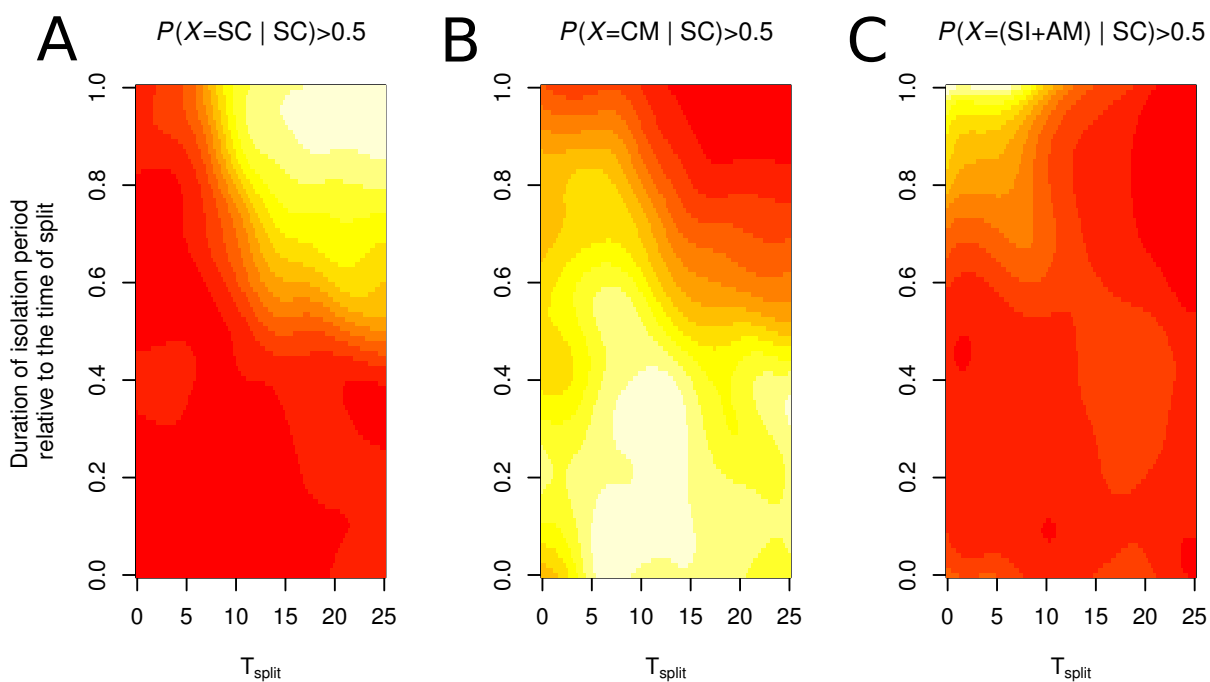 A
P(X=SC | SC)>0.5
B
P(X=CM | SC)>0.5
C
P(X=(SI+AM) | SC)>0.5
Duration of isolation period
relative to the time of split
1.0
0.8
0.6
0.4
0.2
0.0
0 5 10 15 20 25
Tsplit
1.0
0.8
0.6
0.4
0.2
0.0
0 5 10 15 20 25
Tsplit
1.0
0.8
0.6
0.4
0.2
0.0
0 5 10 15 20 25
Tsplit